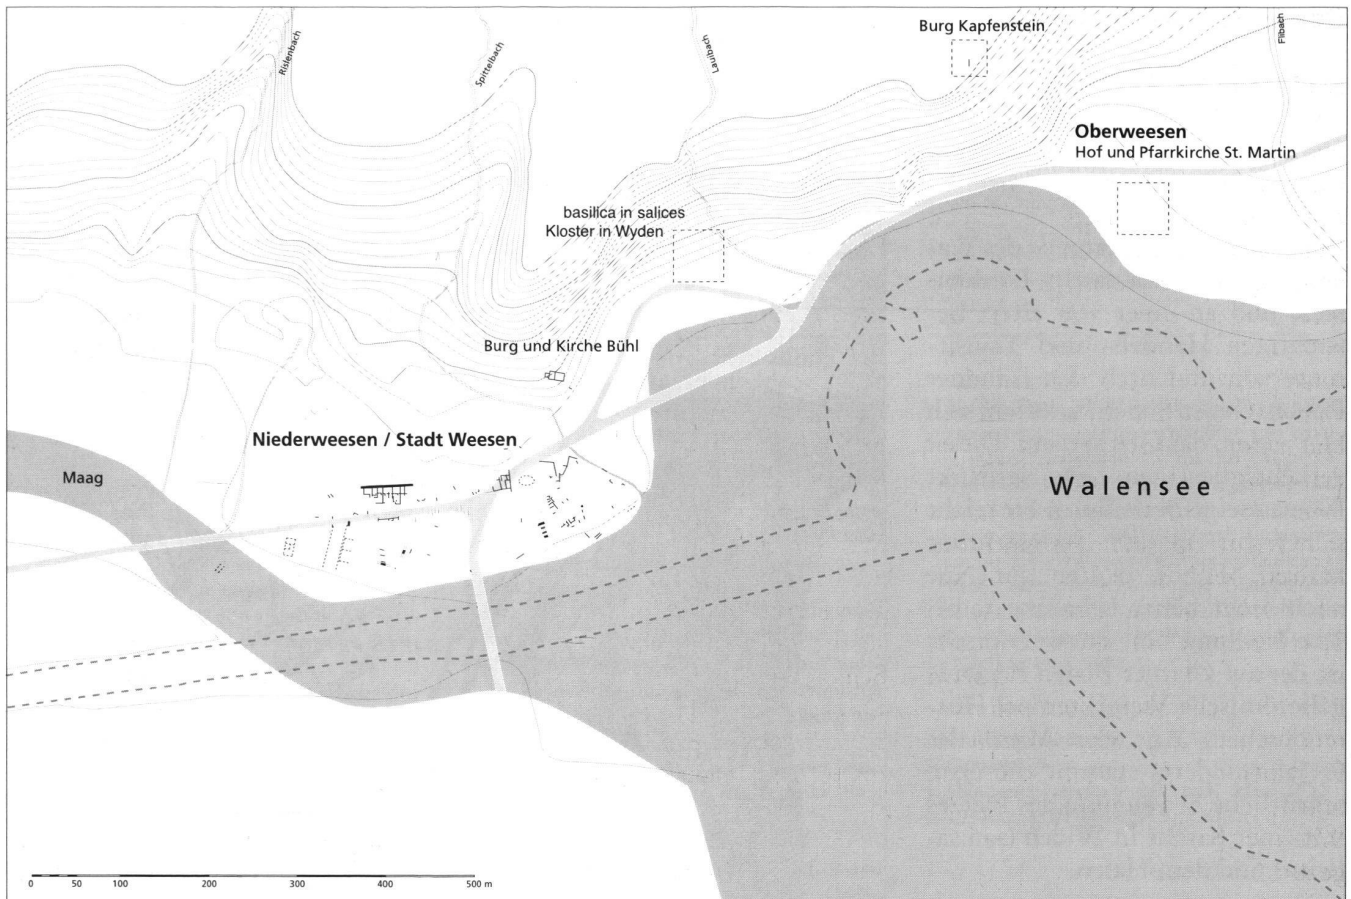 Burg Kapfenstein
Rislenbach
Spittelbach
Lauibach
Flibach
Oberweesen
Hof und Pfarrkirche St. Martin
basilica in salices
Kloster in Wyden
Burg und Kirche Bühl
Niederweesen / Stadt Weesen
Maag
Walensee
0 50 100 200 300 400 500 m